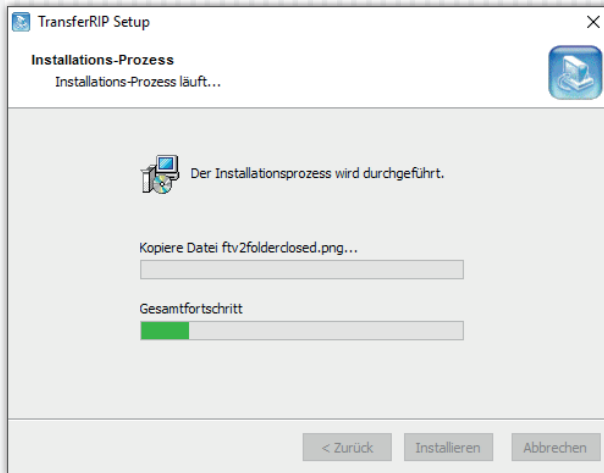 TransferRIP Setup
Installations-Prozess
Installations-Prozess läuft...
Der Installationsprozess wird durchgeführt.
Kopiere Datei ftv2folderclosed.png...
Gesamtfortschritt
< Zurück Installieren Abbrechen